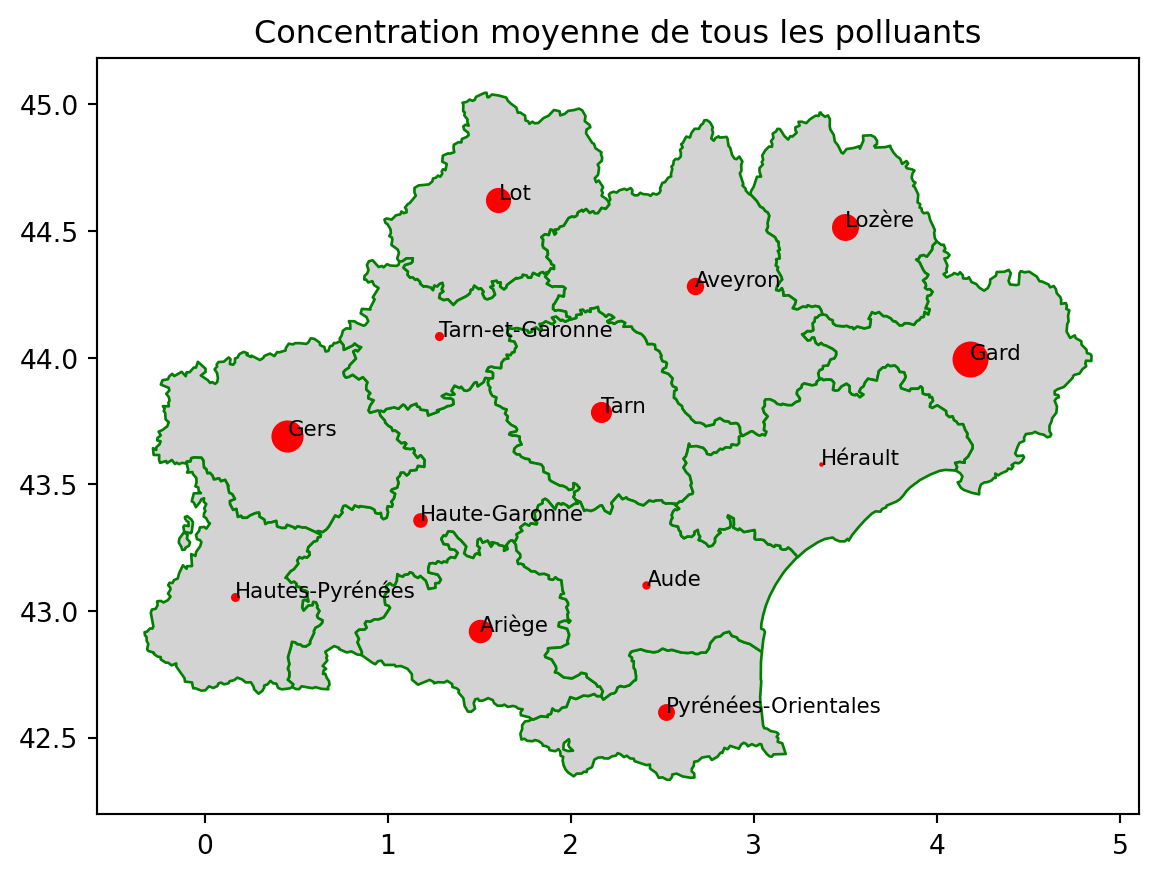 Concentration moyenne de tous les polluants
45.0
44.5
44.0
43.5
43.0
42.5
Lot
Lozère
Aveyron
Tarn-et-Garonne
Gard
Tarn
Gers
Hérault
Haute-Garonne
Aude
Hautes-Pyrénées
Ariège
Pyrénées-Orientales
0 1 2 3 4 5